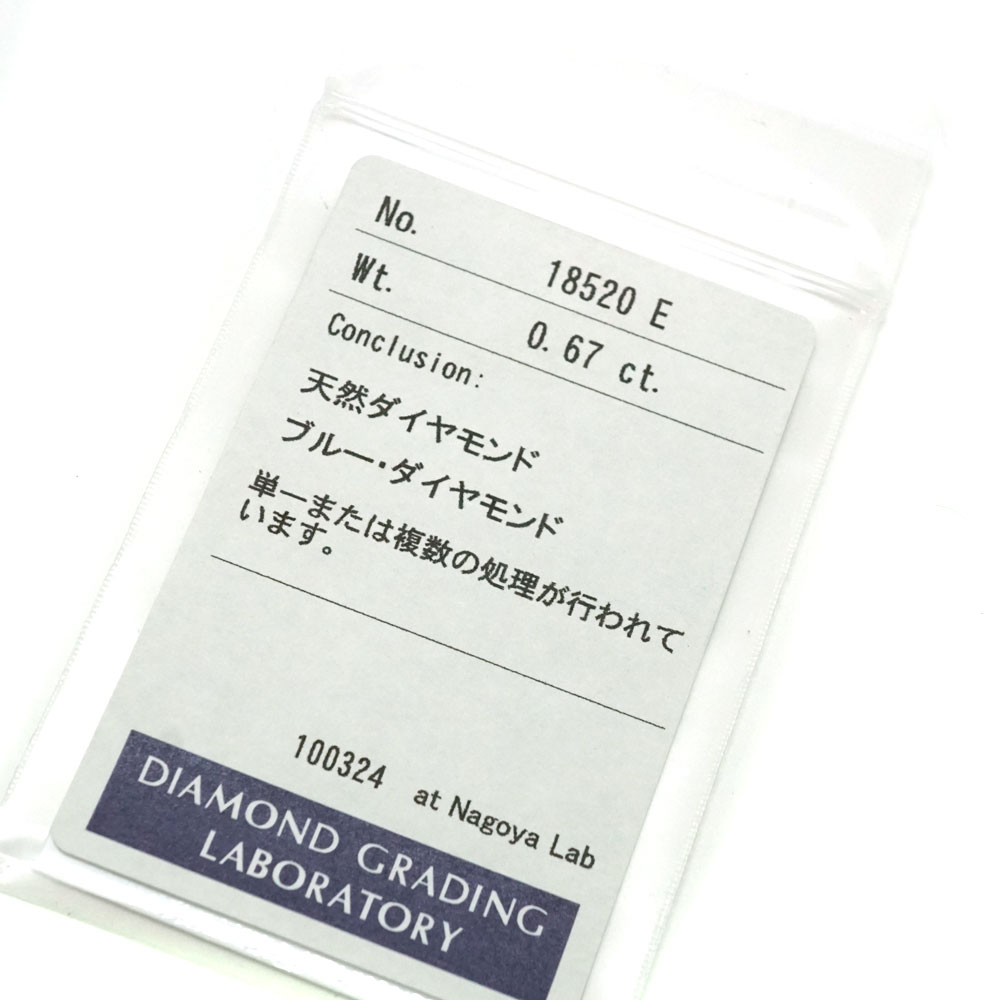 No. 18520 E
Wt. 0.67 ct.
Conclusion:
天然ダイヤモンド
ブルー・ダイヤモンド
単一または複数の処理が行われて
います。
100324 at Nagoya Lab
DIAMOND GRADING
LABORATORY